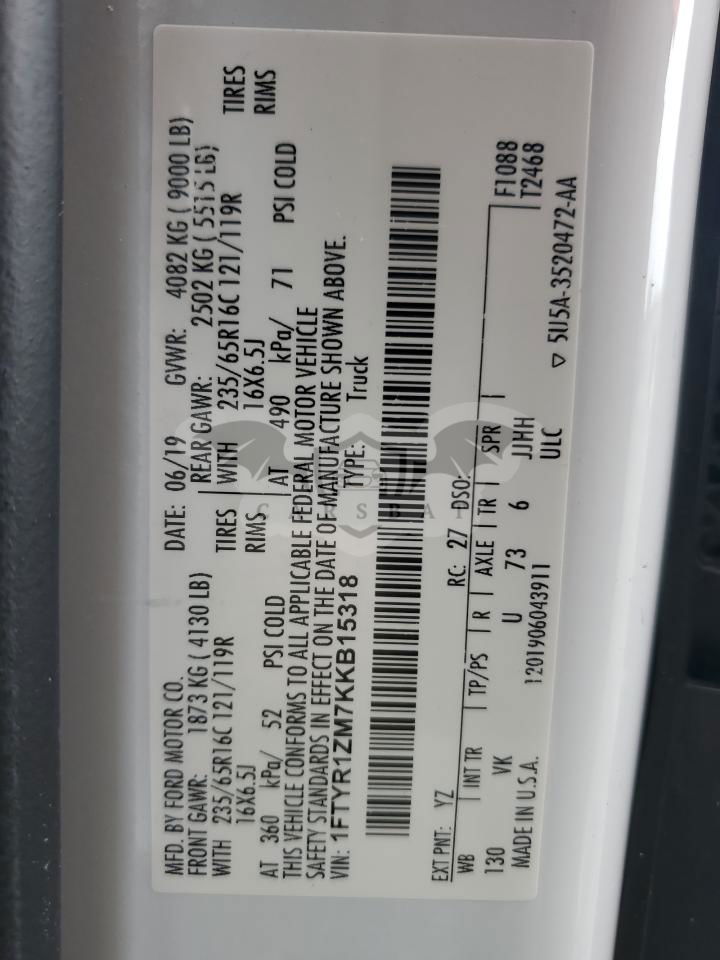 MFD. BY FORD MOTOR CO. DATE: 06/19 GVWR: 4082 KG ( 9000 LB)
FRONT GAWR: 1873 KG ( 4130 LB) REAR GAWR: 2502 KG ( 5515 LB)
WITH 235/65R16C 121/119R TIRES WITH 235/65R16C 121/119R TIRES
16X6.5J RIMS 16X6.5J RIMS
AT 360 kPa/ 52 PSI COLD AT 490 kPa/ 71 PSI COLD
THIS VEHICLE CONFORMS TO ALL APPLICABLE FEDERAL MOTOR VEHICLE
SAFETY STANDARDS IN EFFECT ON THE DATE OF MANUFACTURE SHOWN ABOVE.
VIN: 1FTYR1ZM7KKB15318 TYPE: Truck
CARSBAT
EXT PNT: YZ RC: 27 DSO:
WB INT TR TP/PS R AXLE TR SPR F1088
130 VK U 73 6 JJHH T2468
MADE IN U.S.A. 1201906043911 ULC
▽ 5U5A-3520472-AA